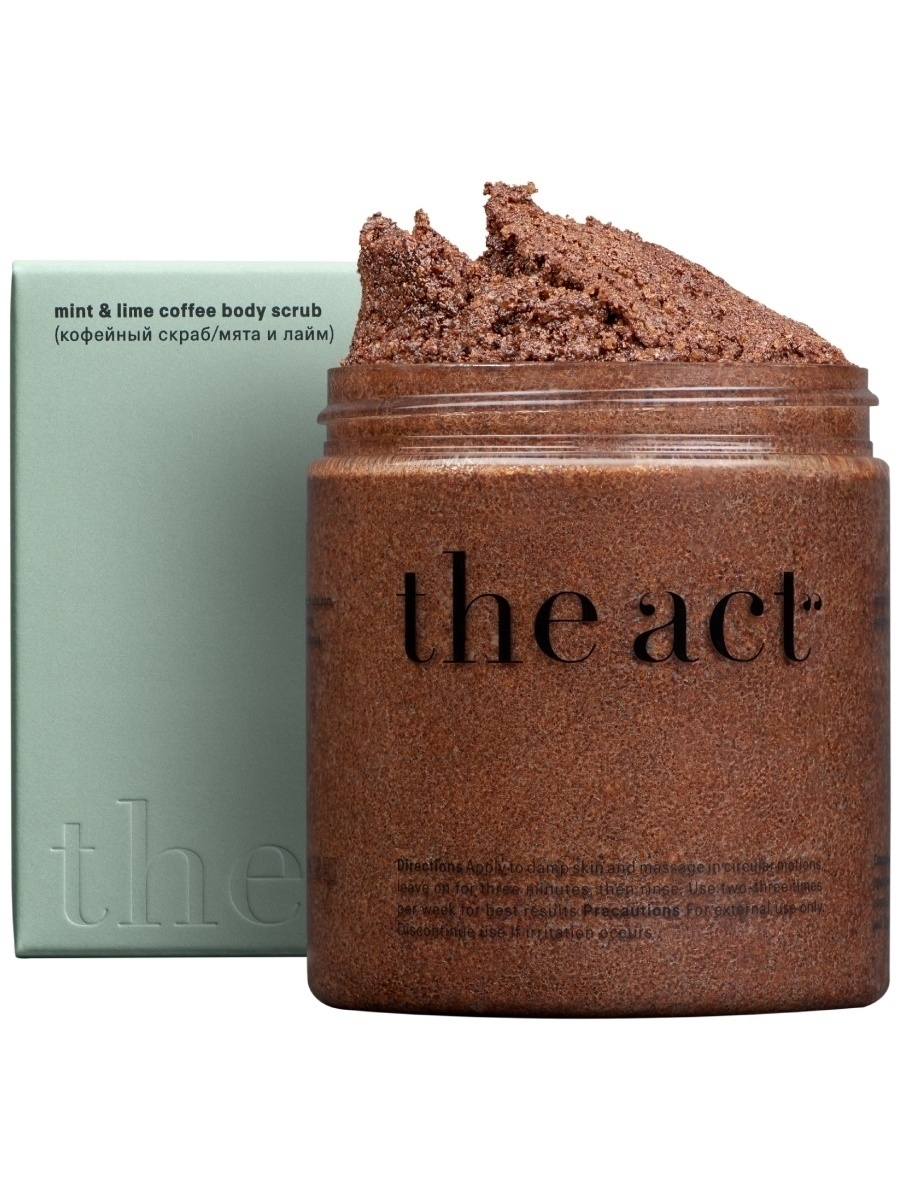 mint & lime coffee body scrub
(кофейный скраб/мята и лайм)
the
the act
Directions Apply to damp skin and massage in circular motions,
leave on for three minutes, then rinse. Use two-three times
per week for best results Precautions For external use only.
Discontinue use if irritation occurs.